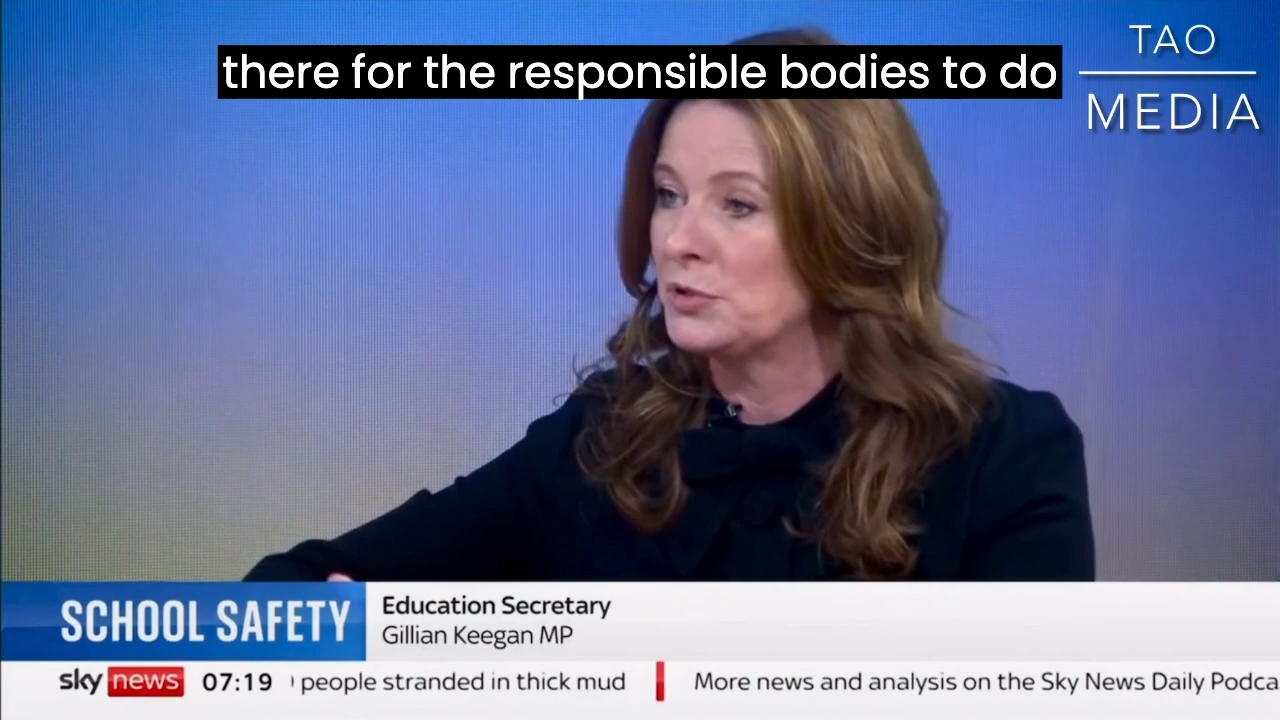 there for the responsible bodies to do
TAO
MEDIA
SCHOOL SAFETY
Education Secretary
Gillian Keegan MP
sky news 07:19 people stranded in thick mud More news and analysis on the Sky News Daily Podca